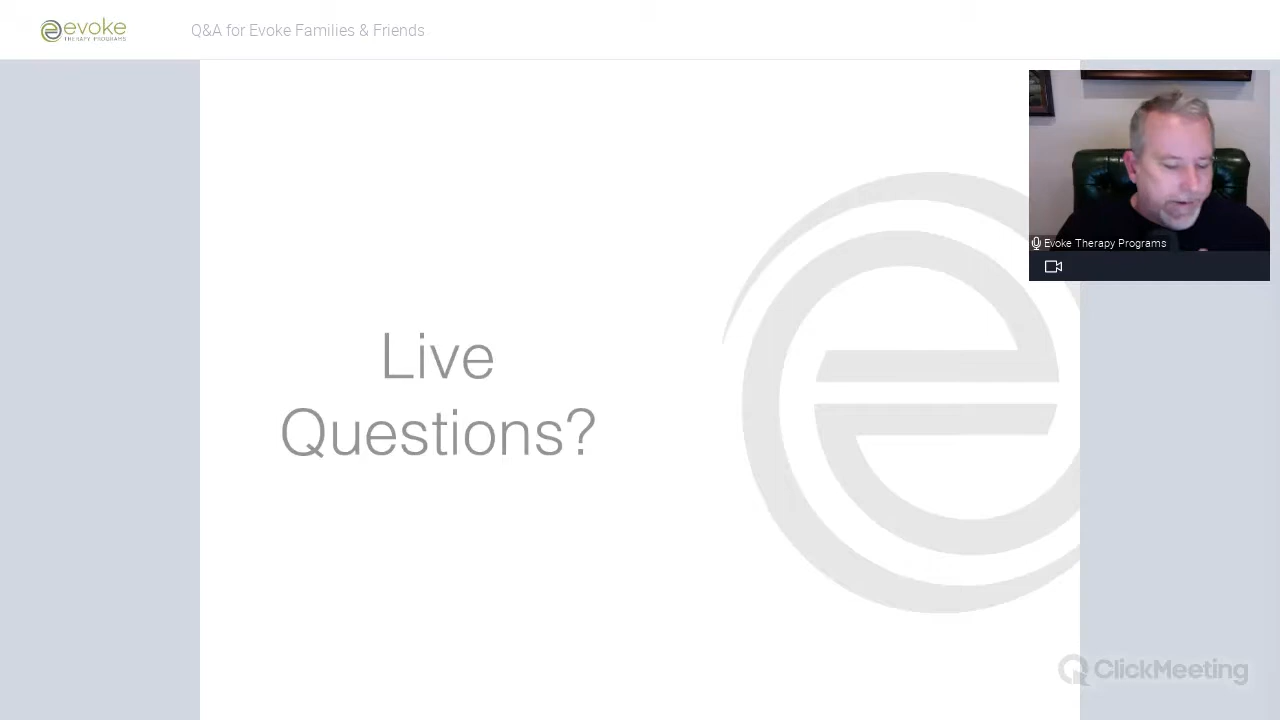 evoke
THERAPY PROGRAMS
Q&A for Evoke Families & Friends
Evoke Therapy Programs
Live
Questions?
ClickMeeting